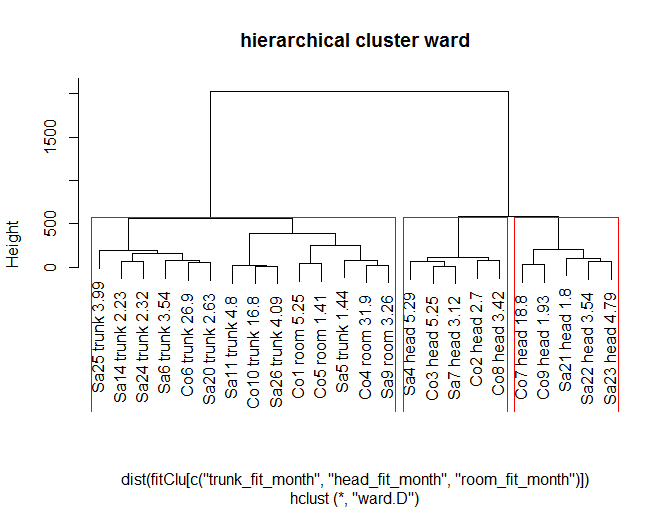 hierarchical cluster ward
Height
0
500
1500
Sa25 trunk 3.99
Sa14 trunk 2.23
Sa24 trunk 2.32
Sa6 trunk 3.54
Co6 trunk 26.9
Sa20 trunk 2.63
Sa11 trunk 4.8
Co10 trunk 16.8
Sa26 trunk 4.09
Co1 room 5.25
Co5 room 1.41
Sa5 trunk 1.44
Co4 room 31.9
Sa9 room 3.26
Sa4 head 5.29
Co3 head 5.25
Sa7 head 3.12
Co2 head 2.7
Co8 head 3.42
Co7 head 18.8
Co9 head 1.93
Sa21 head 1.8
Sa22 head 3.54
Sa23 head 4.79
dist(fitClu[c("trunk_fit_month", "head_fit_month", "room_fit_month")])
hclust (*, "ward.D")